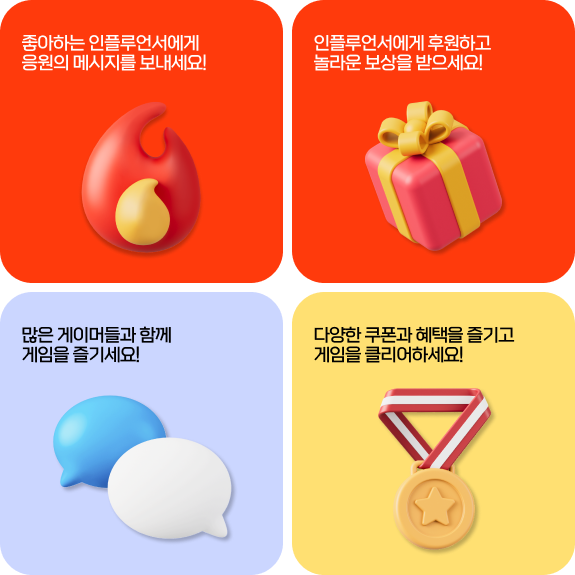 좋아하는 인플루언서에게
응원의 메시지를 보내세요!
인플루언서에게 후원하고
놀라운 보상을 받으세요!
많은 게이머들과 함께
게임을 즐기세요!
다양한 쿠폰과 혜택을 즐기고
게임을 클리어하세요!